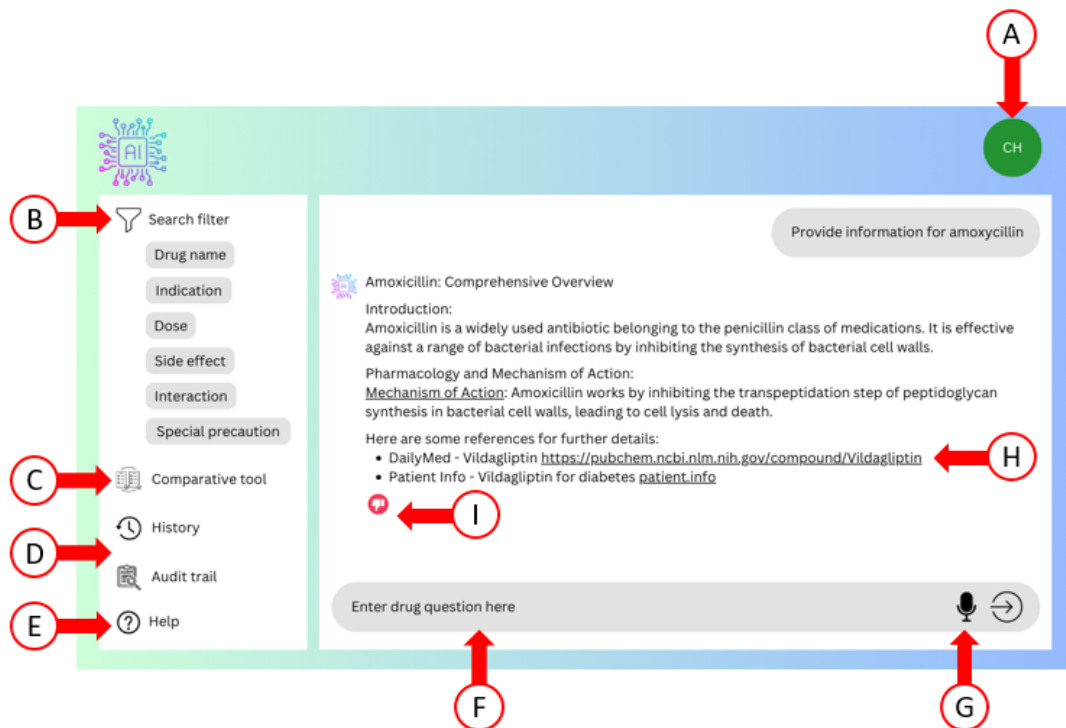 A
AI
CH
B
Search filter
Drug name
Indication
Dose
Side effect
Interaction
Special precaution
C
Comparative tool
D
History
Audit trail
E
Help
Provide information for amoxycillin
Amoxicillin: Comprehensive Overview
Introduction:
Amoxicillin is a widely used antibiotic belonging to the penicillin class of medications. It is effective
against a range of bacterial infections by inhibiting the synthesis of bacterial cell walls.
Pharmacology and Mechanism of Action:
Mechanism of Action: Amoxicillin works by inhibiting the transpeptidation step of peptidoglycan
synthesis in bacterial cell walls, leading to cell lysis and death.
Here are some references for further details:
• DailyMed - Vildagliptin https://pubchem.ncbi.nlm.nih.gov/compound/Vildagliptin
H
• Patient Info - Vildagliptin for diabetes patient.info
I
Enter drug question here
F
G